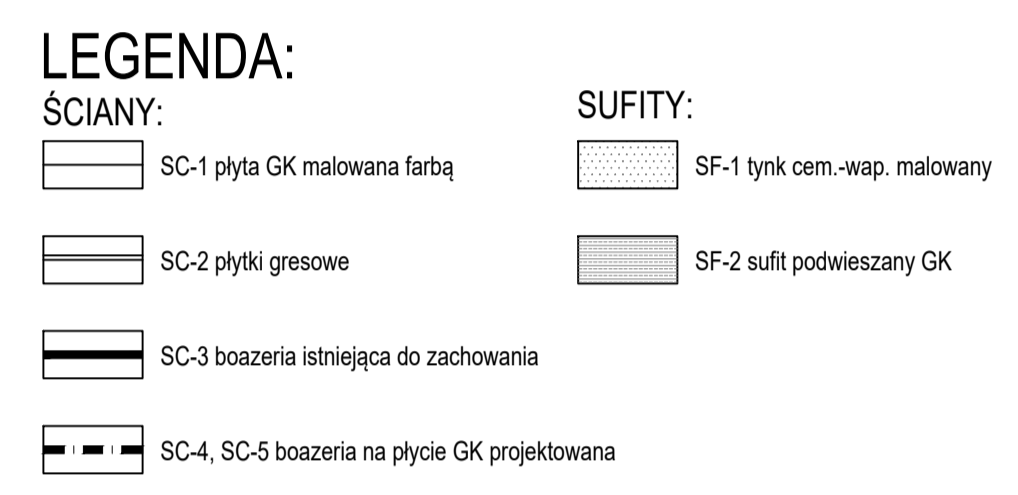 LEGENDA:
ŚCIANY:
SC-1 płyta GK malowana farbą
SC-2 płytki gresowe
SC-3 boazeria istniejąca do zachowania
SC-4, SC-5 boazeria na płycie GK projektowana
SUFITY:
SF-1 tynk cem.-wap. malowany
SF-2 sufit podwieszany GK